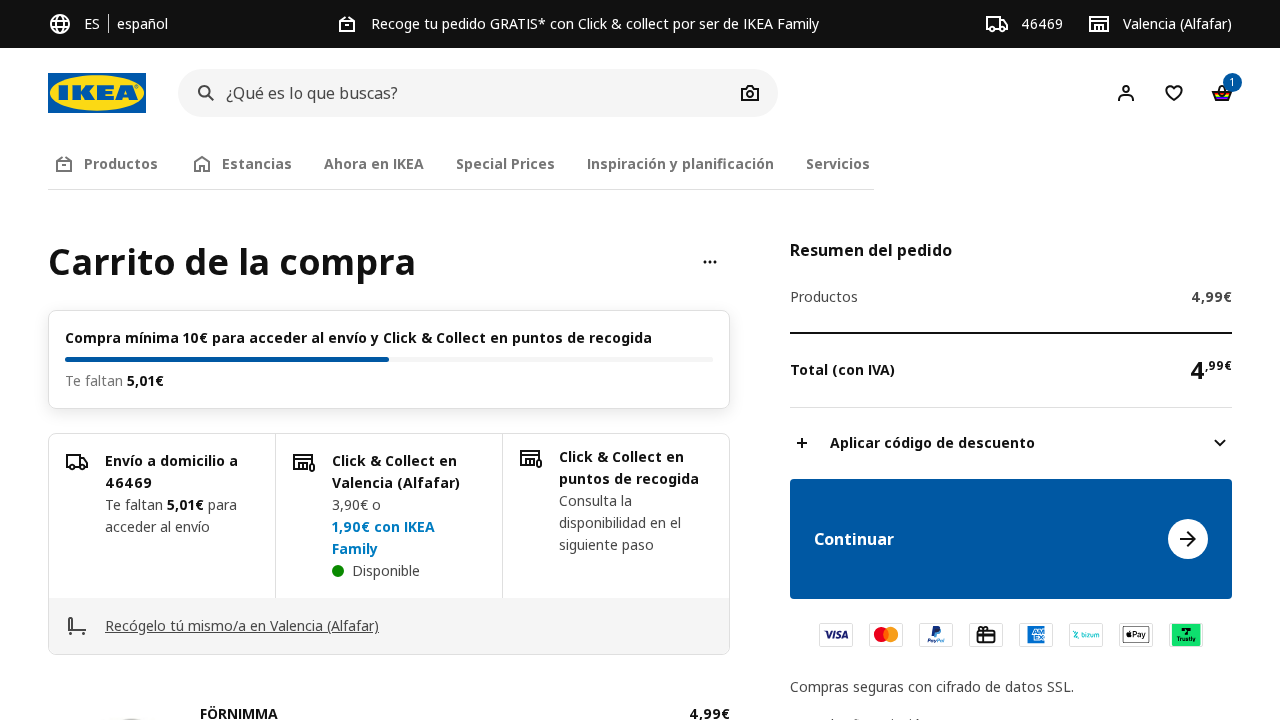 ES | español
Recoge tu pedido GRATIS* con Click & collect por ser de IKEA Family
46469
Valencia (Alfafar)
IKEA
¿Qué es lo que buscas?
1
Productos
Estancias
Ahora en IKEA
Special Prices
Inspiración y planificación
Servicios
Carrito de la compra
Compra mínima 10€ para acceder al envío y Click & Collect en puntos de recogida
Te faltan 5,01€
Envío a domicilio a
46469
Te faltan 5,01€ para
acceder al envío
Click & Collect en
Valencia (Alfafar)
3,90€ o
1,90€ con IKEA
Family
Disponible
Click & Collect en
puntos de recogida
Consulta la
disponibilidad en el
siguiente paso
Recógelo tú mismo/a en Valencia (Alfafar)
FÖRNIMMA
4,99€
Resumen del pedido
Productos 4,99€
Total (con IVA) 4,99€
Aplicar código de descuento
Continuar
VISA
PayPal
AM EX
bizum
Pay
Trustly
Compras seguras con cifrado de datos SSL.